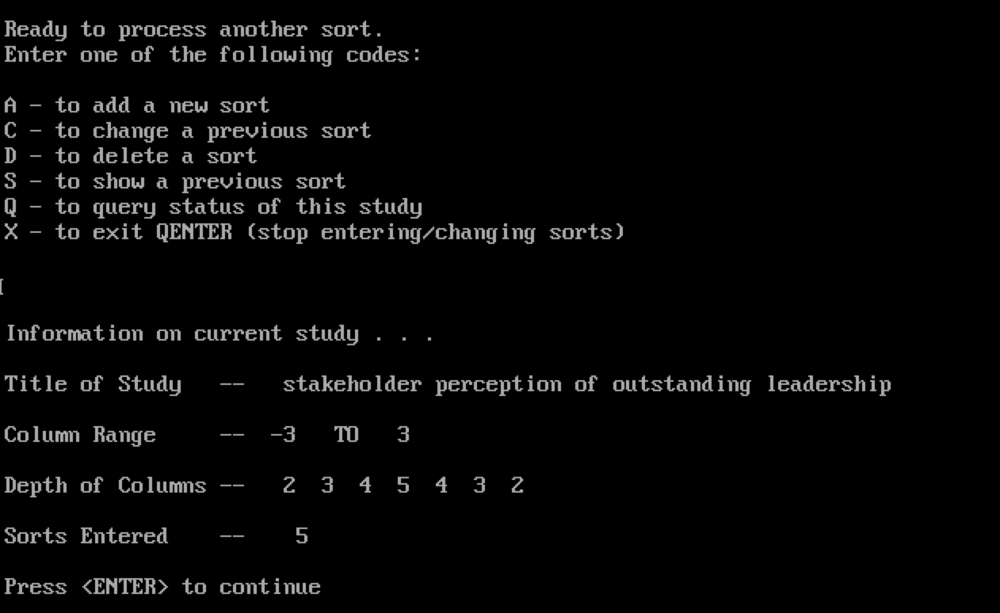 Ready to process another sort.
Enter one of the following codes:
A - to add a new sort
C - to change a previous sort
D - to delete a sort
S - to show a previous sort
Q - to query status of this study
X - to exit QENTER (stop entering/changing sorts)
Information on current study . . .
Title of Study -- stakeholder perception of outstanding leadership
Column Range -- -3 TO 3
Depth of Columns -- 2 3 4 5 4 3 2
Sorts Entered -- 5
Press <ENTER> to continue